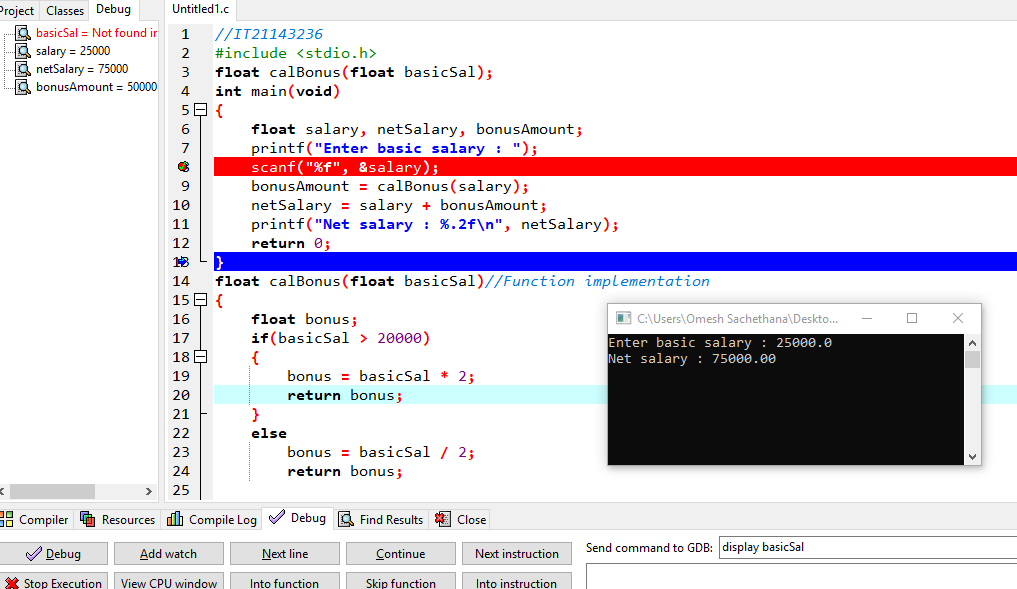 Project Classes Debug
basicSal = Not found in
salary = 25000
netSalary = 75000
bonusAmount = 50000
Untitled1.c
1 //IT21143236
2 #include <stdio.h>
3 float calBonus(float basicSal);
4 int main(void)
5 {
6 float salary, netSalary, bonusAmount;
7 printf("Enter basic salary : ");
8 scanf("%f", &salary);
9 bonusAmount = calBonus(salary);
10 netSalary = salary + bonusAmount;
11 printf("Net salary : %.2f\n", netSalary);
12 return 0;
13 }
14 float calBonus(float basicSal)//Function implementation
15 {
16 float bonus;
17 if(basicSal > 20000)
18 {
19 bonus = basicSal * 2;
20 return bonus;
21 }
22 else
23 bonus = basicSal / 2;
24 return bonus;
25
C:\Users\Omesh Sachethana\Deskto...
Enter basic salary : 25000.0
Net salary : 75000.00
Compiler Resources Compile Log Debug Find Results Close
Debug Add watch Next line Continue Next instruction
Send command to GDB: display basicSal
Stop Execution View CPU window Into function Skip function Into instruction